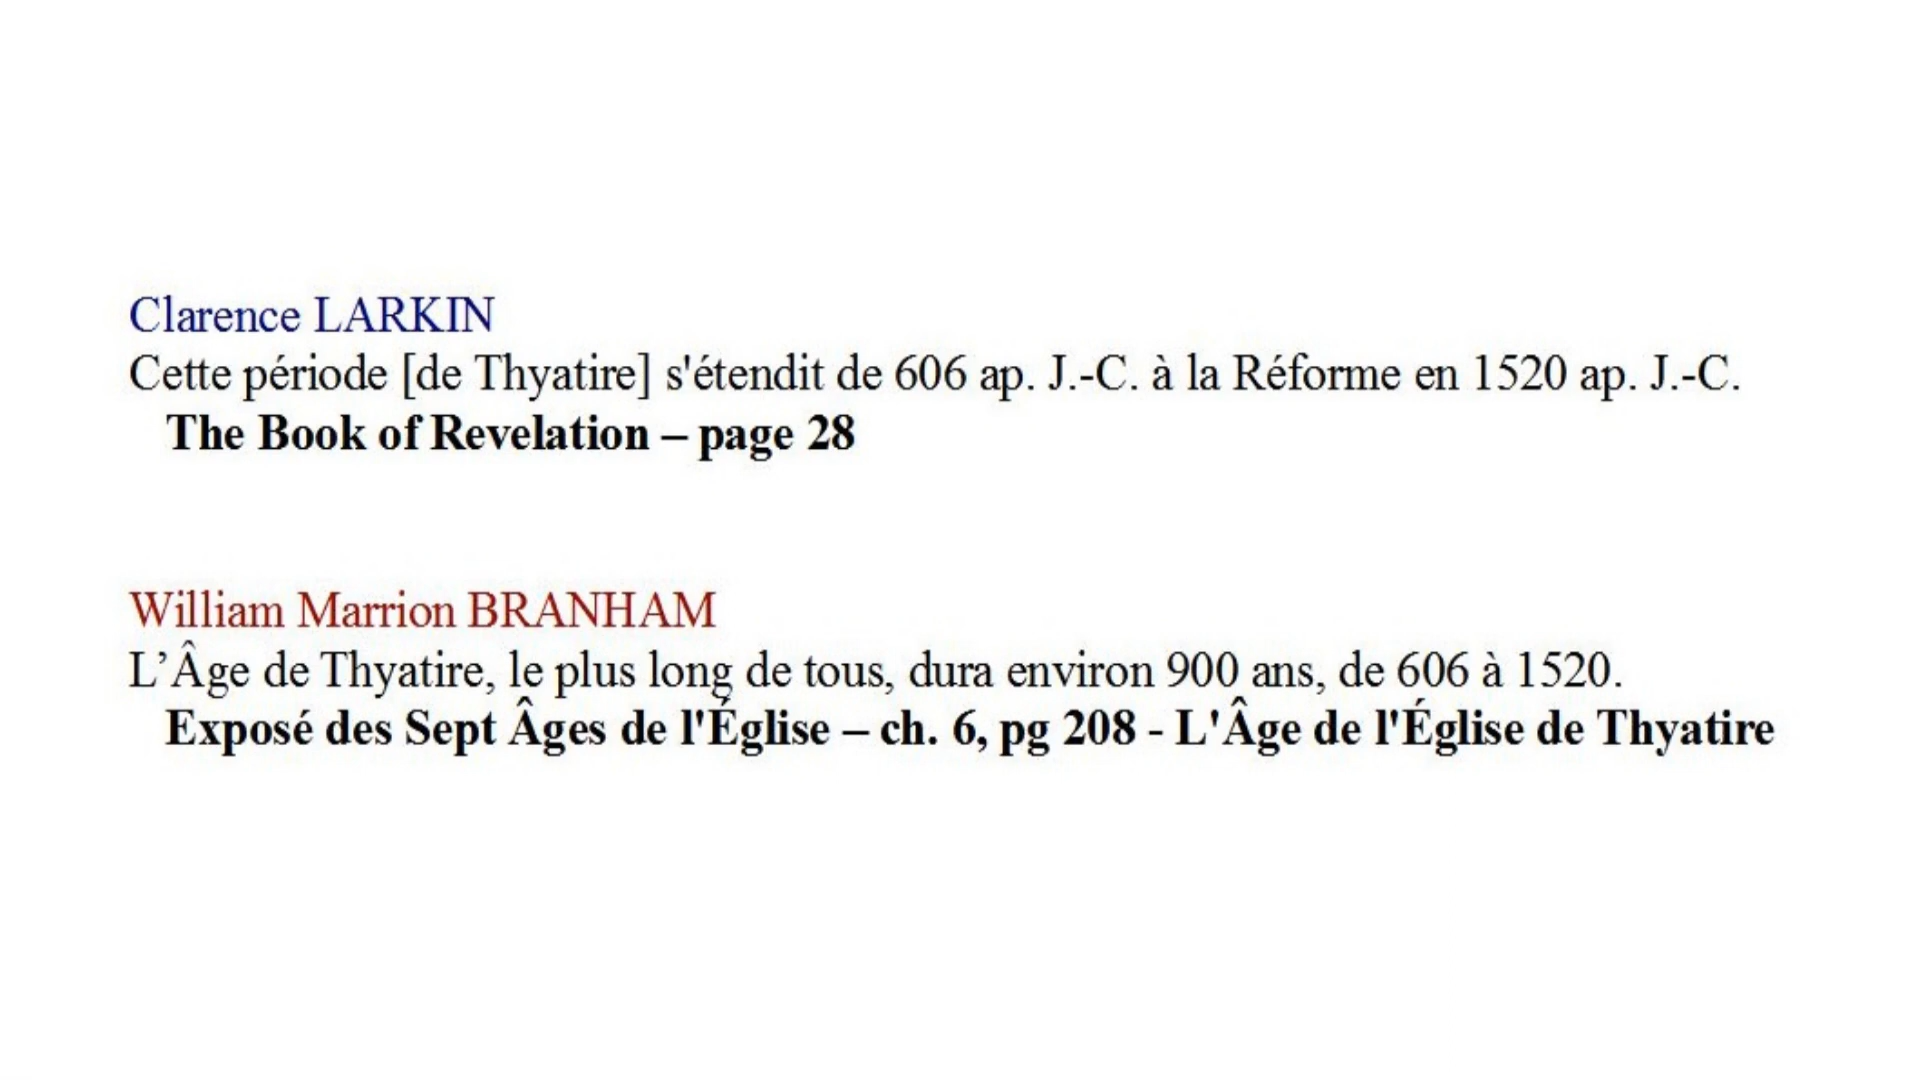 Clarence LARKIN
Cette période [de Thyatire] s'étendit de 606 ap. J.-C. à la Réforme en 1520 ap. J.-C.
The Book of Revelation – page 28
William Marrion BRANHAM
L’Âge de Thyatire, le plus long de tous, dura environ 900 ans, de 606 à 1520.
Exposé des Sept Âges de l'Église – ch. 6, pg 208 - L'Âge de l'Église de Thyatire